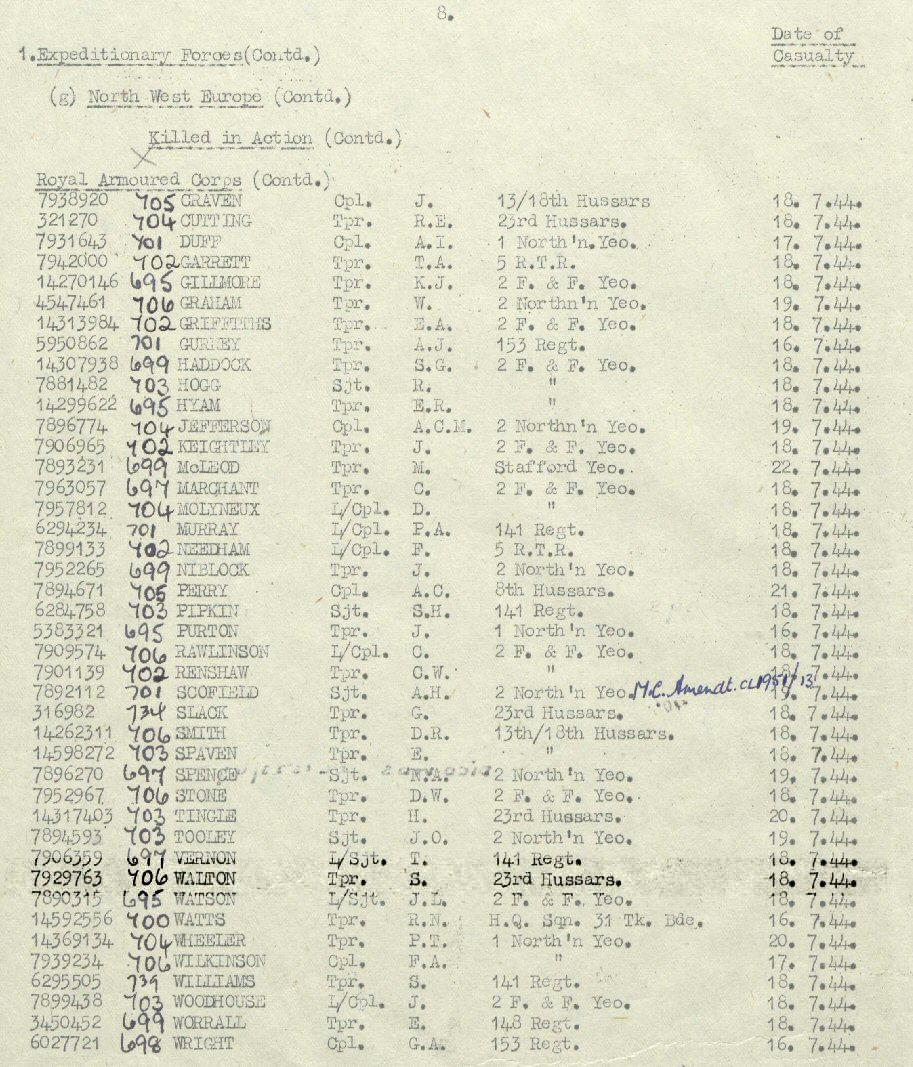 8.
Date of
1.Expeditionary Forces(Contd.) Casualty
(g) North West Europe (Contd.)
Killed in Action (Contd.)
X
Royal Armoured Corps (Contd.)
7938920 705 CRAVEN Cpl. J. 13/18th Hussars 18. 7.44.
321270 704 CUTTING Tpr. R.E. 23rd Hussars. 18. 7.44.
7931643 701 DUFF Cpl. A.I. 1 North'n.Yeo. 17. 7.44.
7942000 702 GARRETT Tpr. T.A. 5 R.T.R. 18. 7.44.
14270146 695 GILLMORE Tpr. K.J. 2 F. & F. Yeo. 18. 7.44.
4547461 706 GRAHAM Tpr. W. 2 Northn'n Yeo. 19. 7.44.
14313984 702 GRIFFITHS Tpr. E.A. 2 F. & F. Yeo. 18. 7.44.
5950862 701 GURNEY Tpr. A.J. 153 Regt. 16. 7.44.
14307938 699 HADDOCK Tpr. S.G. 2 F. & F. Yeo. 18. 7.44.
7881482 703 HOGG Sjt. R. " 18. 7.44.
14299622 695 HYAM Tpr. E.R. " 18. 7.44.
7896774 704 JEFFERSON Cpl. A.C.M. 2 Northn'n Yeo. 19. 7.44.
7906965 702 KEIGHTLEY Tpr. J. 2 F. & F. Yeo. 18. 7.44.
7893231 699 McLEOD Tpr. M. Stafford Yeo. 22. 7.44.
7963057 697 MARCHANT Tpr. C. 2 F. & F. Yeo. 18. 7.44.
7957812 704 MOLYNEUX L/Cpl. D. " 18. 7.44.
6294234 701 MURRAY L/Cpl. P.A. 141 Regt. 18. 7.44.
7899133 702 NEEDHAM L/Cpl. F. 5 R.T.R. 18. 7.44.
7952265 699 NIBLOCK Tpr. J. 2 North'n Yeo. 18. 7.44.
7894671 705 PERRY Cpl. A.C. 8th Hussars. 21. 7.44.
6284758 703 PIPKIN Sjt. S.H. 141 Regt. 18. 7.44.
5383321 695 PURTON Tpr. J. 1 North'n Yeo. 16. 7.44.
7909574 706 RAWLINSON L/Cpl. C. 2 F. & F. Yeo. 18. 7.44.
7901139 702 RENSHAW Tpr. C.W. " 18. 7.44.
7892112 701 SCOFIELD Sjt. A.H. 2 North'n Yeo. M.C. Amendt. CL1951/13 19. 7.44.
316982 734 SLACK Tpr. G. 23rd Hussars. 18. 7.44.
14262311 706 SMITH Tpr. D.R. 13th/18th Hussars. 18. 7.44.
14598272 703 SPAVEN Tpr. E. " 18. 7.44.
7896270 697 SPENCE Sjt. N.A. 2 North'n Yeo. 19. 7.44.
7952967 706 STONE Tpr. D.W. 2 F. & F. Yeo. 18. 7.44.
14317403 703 TINGLE Tpr. H. 23rd Hussars. 20. 7.44.
7894593 703 TOOLEY Sjt. J.O. 2 North'n Yeo. 19. 7.44.
7906359 697 VERNON L/Sjt. T. 141 Regt. 18. 7.44.
7929763 706 WALTON Tpr. S. 23rd Hussars. 18. 7.44.
7890315 695 WATSON L/Sjt. J.L. 2 F. & F. Yeo. 18. 7.44.
14592556 700 WATTS Tpr. R.N. H.Q. Sqn. 31 Tk. Bde. 16. 7.44.
14369134 704 WHEELER Tpr. P.T. 1 North'n Yeo. 20. 7.44.
7939234 706 WILKINSON Cpl. F.A. " 17. 7.44.
6295505 739 WILLIAMS Tpr. S. 141 Regt. 18. 7.44.
7899438 703 WOODHOUSE L/Cpl. J. 2 F. & F. Yeo. 18. 7.44.
3450452 699 WORRALL Tpr. E. 148 Regt. 18. 7.44.
6027721 698 WRIGHT Cpl. G.A. 153 Regt. 16. 7.44.